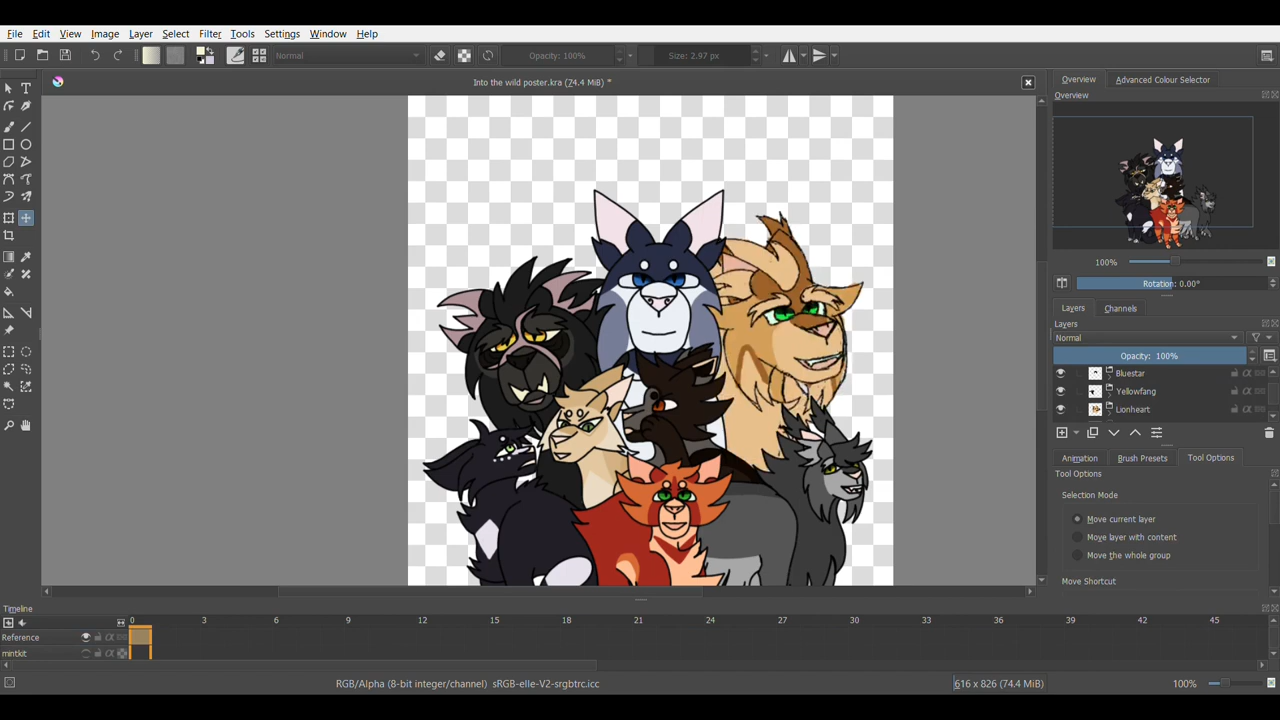 File Edit View Image Layer Select Filter Tools Settings Window Help
Normal Opacity: 100% Size: 2.97 px
Into the wild poster.kra (74.4 MiB) *
Overview Advanced Colour Selector
Overview
100%
Rotation: 0.00°
Layers Channels
Layers
Normal
Opacity: 100%
Bluestar
Yellowfang
Lionheart
Animation Brush Presets Tool Options
Tool Options
Selection Mode
Move current layer
Move layer with content
Move the whole group
Move Shortcut
Timeline
0 3 6 9 12 15 18 21 24 27 30 33 36 39 42 45
Reference
mintkit
RGB/Alpha (8-bit integer/channel) sRGB-elle-V2-srgbtrc.icc 616 x 826 (74.4 MiB) 100%